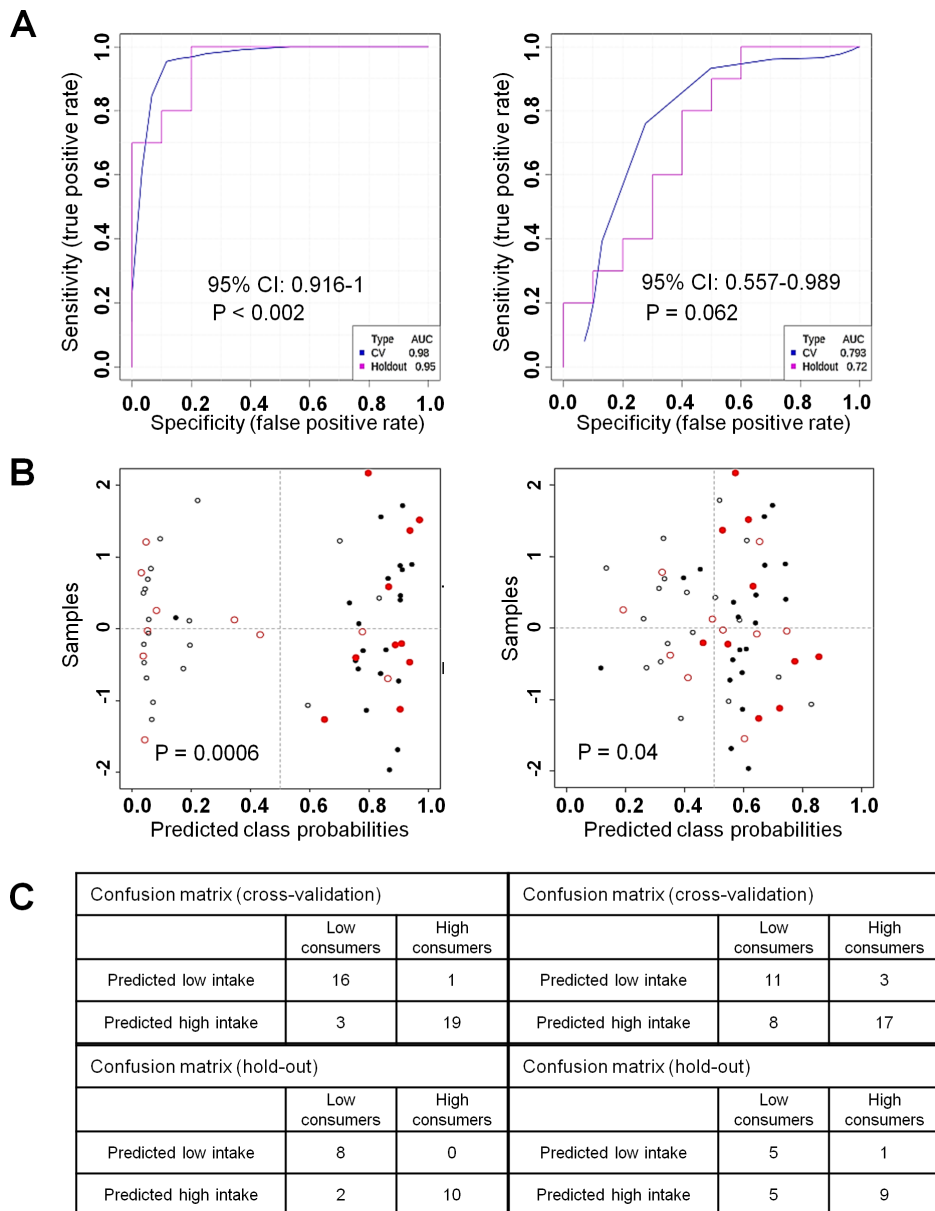 A
Sensitivity (true positive rate)
1.0
0.8
0.6
0.4
0.2
0.0
95% CI: 0.916-1
P < 0.002
Type AUC
CV 0.98
Holdout 0.95
0.0 0.2 0.4 0.6 0.8 1.0
Specificity (false positive rate)
Sensitivity (true positive rate)
1.0
0.8
0.6
0.4
0.2
0.0
95% CI: 0.557-0.989
P = 0.062
Type AUC
CV 0.793
Holdout 0.72
0.0 0.2 0.4 0.6 0.8 1.0
Specificity (false positive rate)
B
Samples
2
1
0
-1
-2
P = 0.0006
0.0 0.2 0.4 0.6 0.8 1.0
Predicted class probabilities
Samples
2
1
0
-1
-2
P = 0.04
0.0 0.2 0.4 0.6 0.8 1.0
Predicted class probabilities
C
Confusion matrix (cross-validation)
Low consumers High consumers
Predicted low intake 16 1
Predicted high intake 3 19
Confusion matrix (cross-validation)
Low consumers High consumers
Predicted low intake 11 3
Predicted high intake 8 17
Confusion matrix (hold-out)
Low consumers High consumers
Predicted low intake 8 0
Predicted high intake 2 10
Confusion matrix (hold-out)
Low consumers High consumers
Predicted low intake 5 1
Predicted high intake 5 9